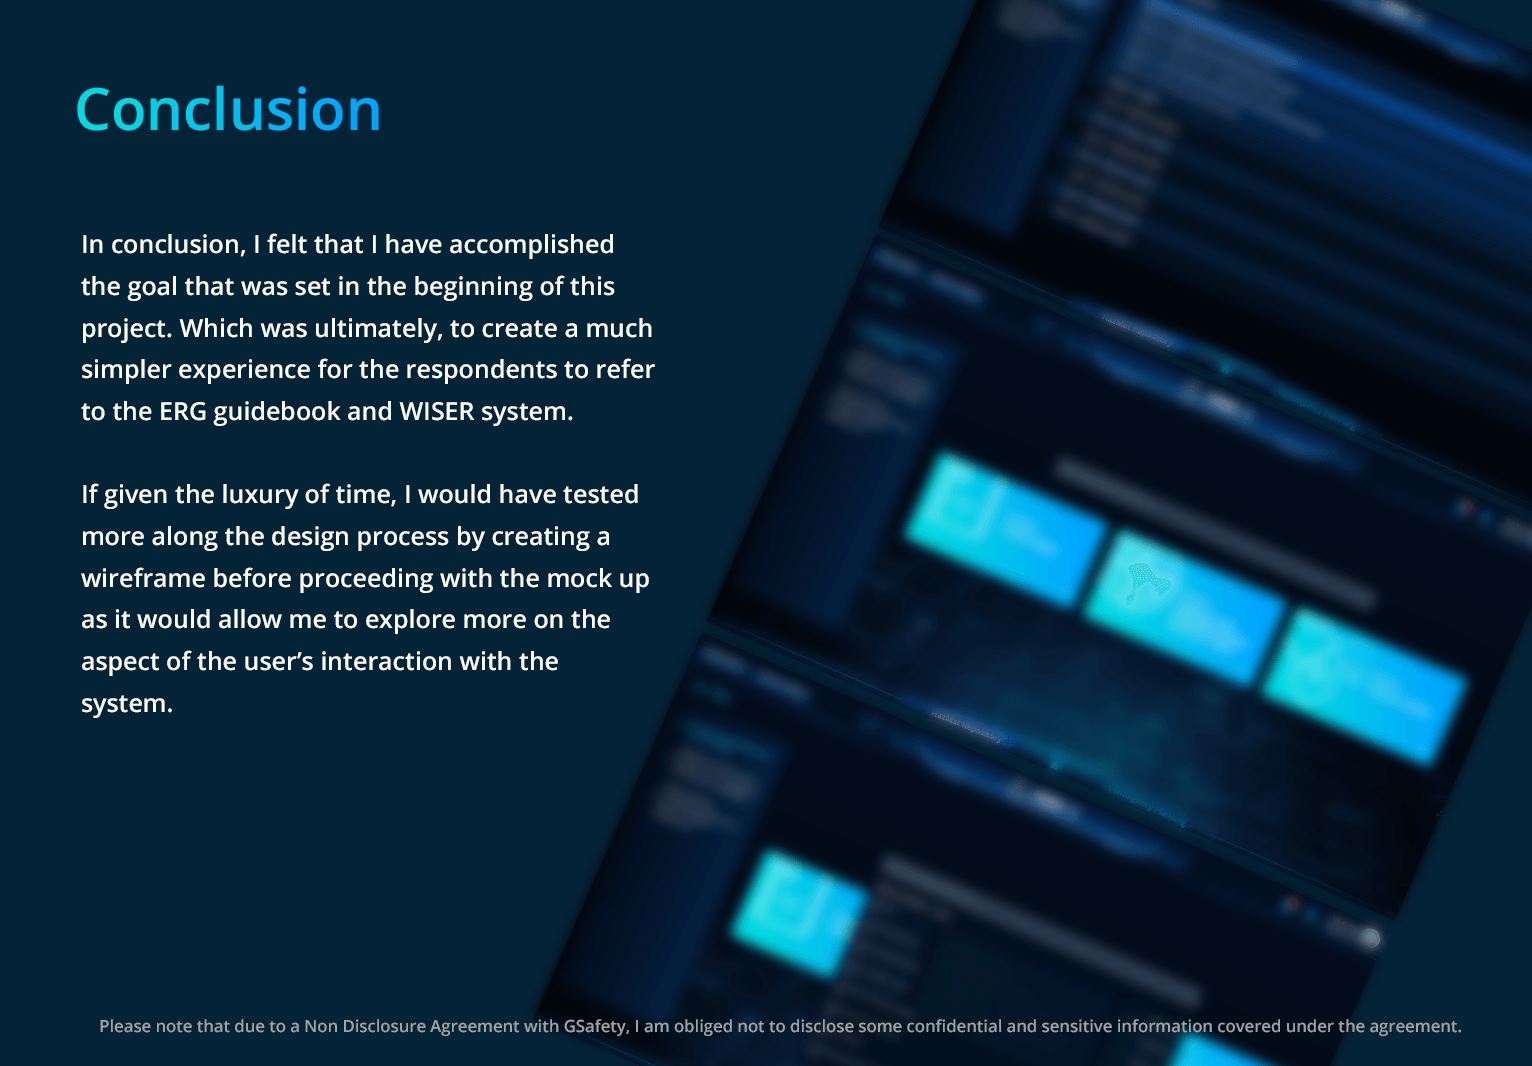 Conclusion
In conclusion, I felt that I have accomplished
the goal that was set in the beginning of this
project. Which was ultimately, to create a much
simpler experience for the respondents to refer
to the ERG guidebook and WISER system.
If given the luxury of time, I would have tested
more along the design process by creating a
wireframe before proceeding with the mock up
as it would allow me to explore more on the
aspect of the user’s interaction with the
system.
HazMat Repository
HazMat Repository
Please note that due to a Non Disclosure Agreement with GSafety, I am obliged not to disclose some confidential and sensitive information covered under the agreement.